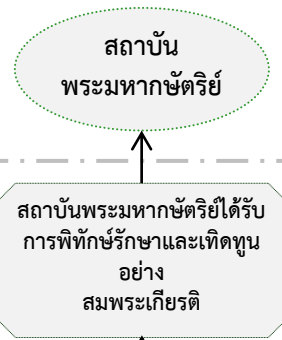 สถาบัน
พระมหากษัตริย์
สถาบันพระมหากษัตริย์ได้รับ
การพิทักษ์รักษาและเทิดทูน
อย่าง
สมพระเกียรติ